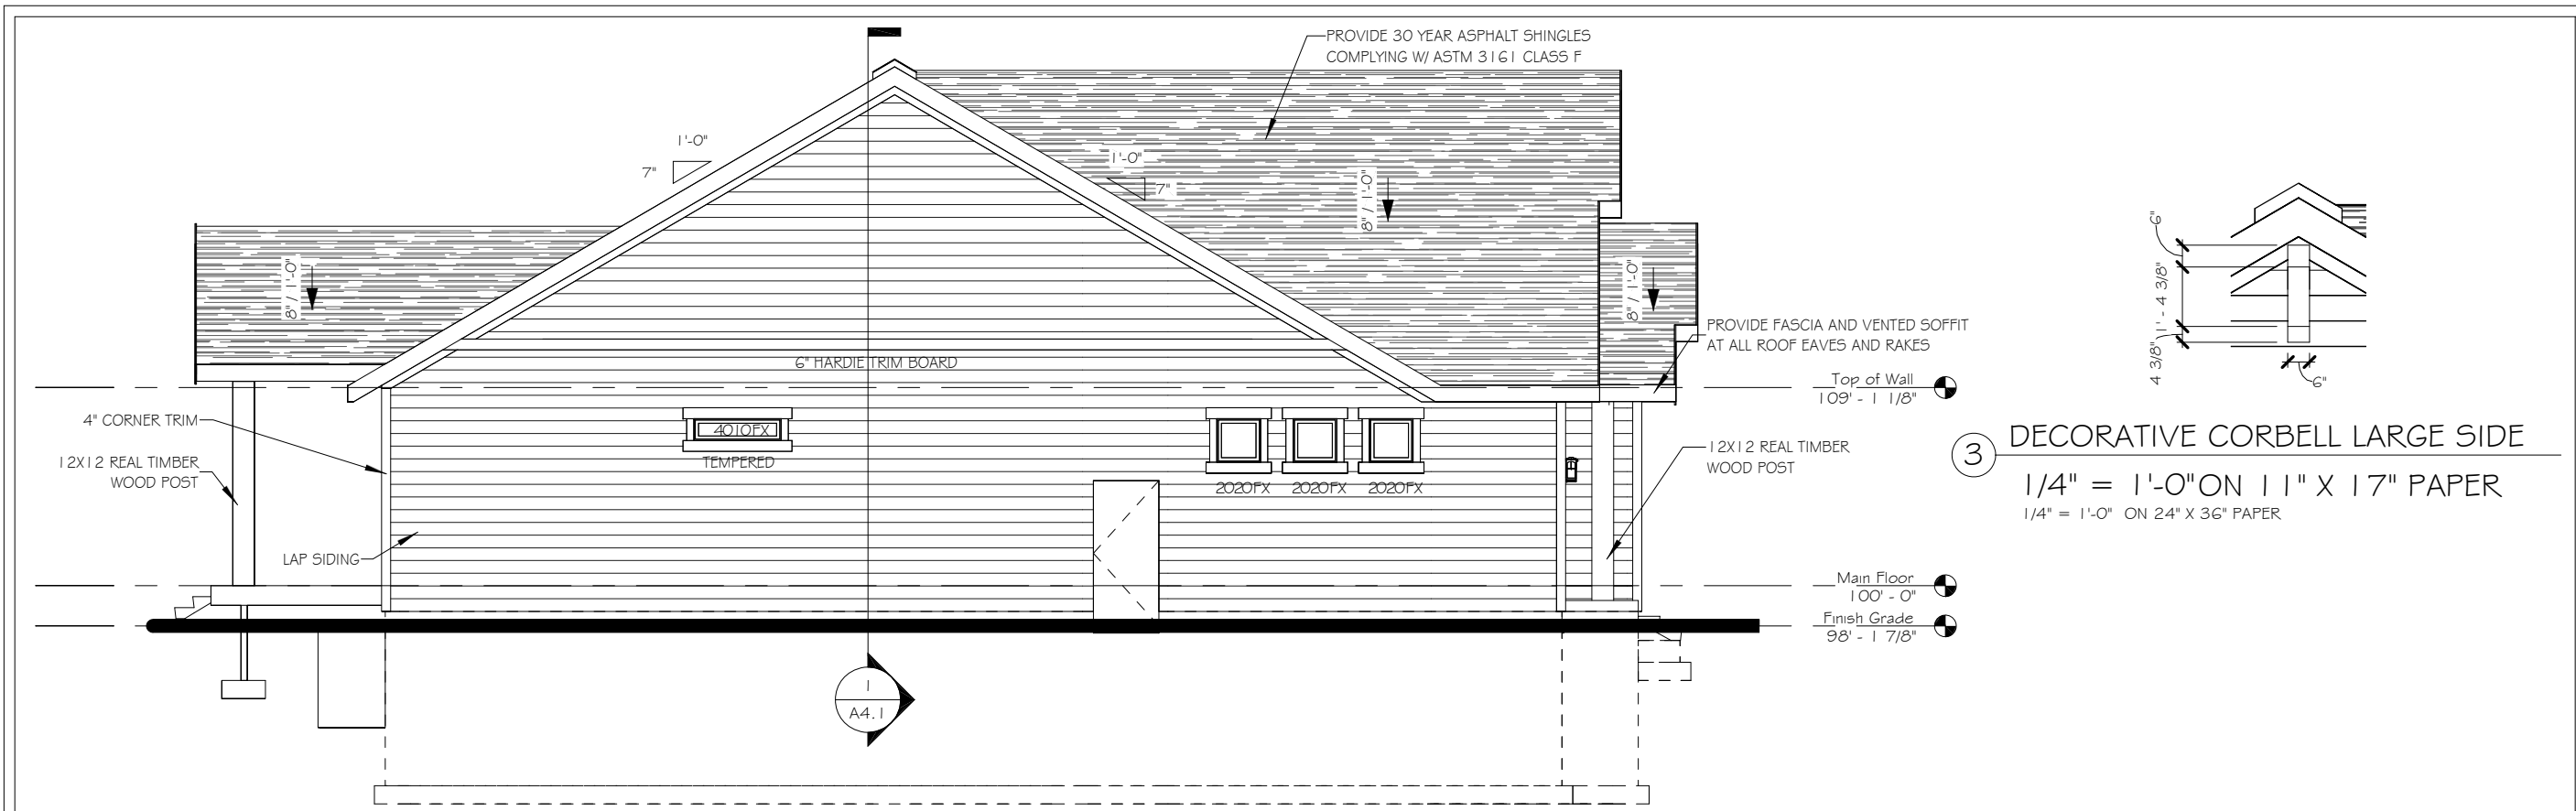 PROVIDE 30 YEAR ASPHALT SHINGLES
COMPLYING W/ ASTM 3161 CLASS F
1'-0"
7"
1'-0"
7"
8" / 1'-0"
8" / 1'-0"
8" / 1'-0"
PROVIDE FASCIA AND VENTED SOFFIT
AT ALL ROOF EAVES AND RAKES
6" HARDIE TRIM BOARD
Top of Wall
109' - 1 1/8"
4" CORNER TRIM
4010FX
TEMPERED
12X12 REAL TIMBER
WOOD POST
2020FX
2020FX
2020FX
12X12 REAL TIMBER
WOOD POST
LAP SIDING
Main Floor
100' - 0"
Finish Grade
98' - 1 7/8"
1
A4.1
6"
1' - 4 3/8"
4 3/8"
6"
3
DECORATIVE CORBELL LARGE SIDE
1/4" = 1'-0"ON 11" X 17" PAPER
1/4" = 1'-0" ON 24" X 36" PAPER